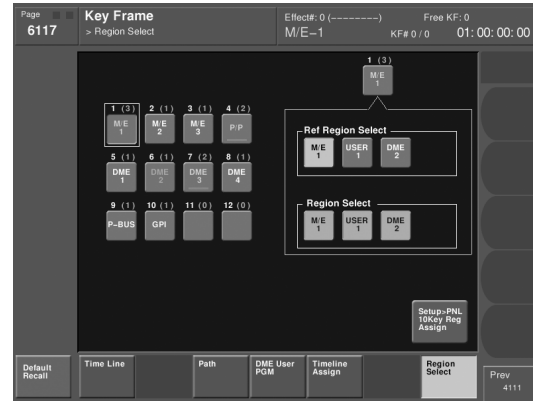 Page
6117
Key Frame
> Region Select
Effect#: 0 (--------) Free KF: 0
M/E-1 KF# 0 / 0 01: 00: 00: 00
1 (3)
M/E
1
1 (3) 2 (1) 3 (1) 4 (2)
M/E
1
M/E
2
M/E
3
P/P
5 (1) 6 (1) 7 (2) 8 (1)
DME
1
DME
2
DME
3
DME
4
9 (1) 10 (1) 11 (0) 12 (0)
P-BUS
GPI
Ref Region Select
M/E
1
USER
1
DME
2
Region Select
M/E
1
USER
1
DME
2
Setup>PNL
10Key Reg
Assign
Default
Recall
Time Line
Path
DME User
PGM
Timeline
Assign
Region
Select
Prev
4111